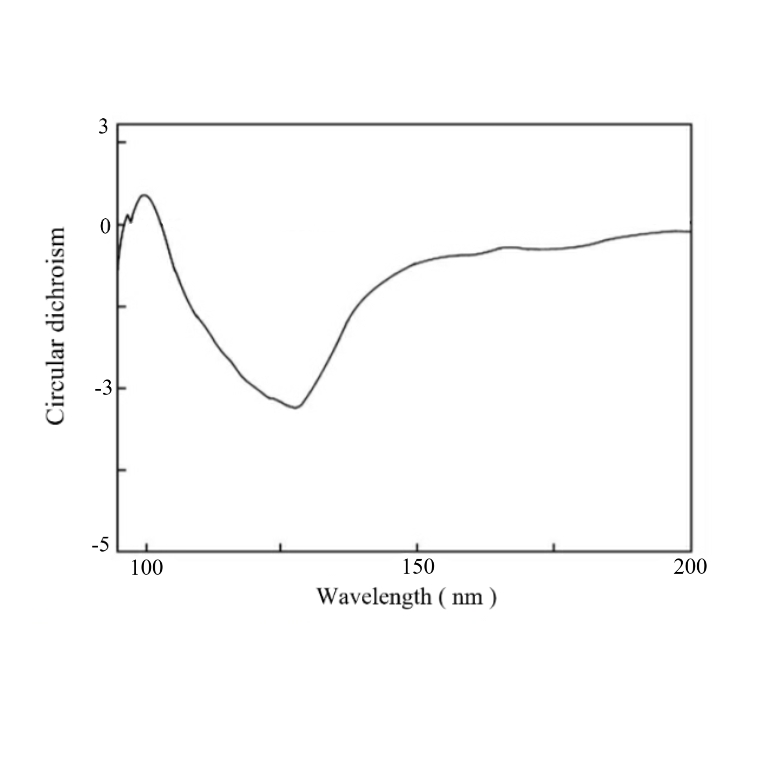 3
0
-3
-5
Circular dichroism
100 150 200
Wavelength ( nm )